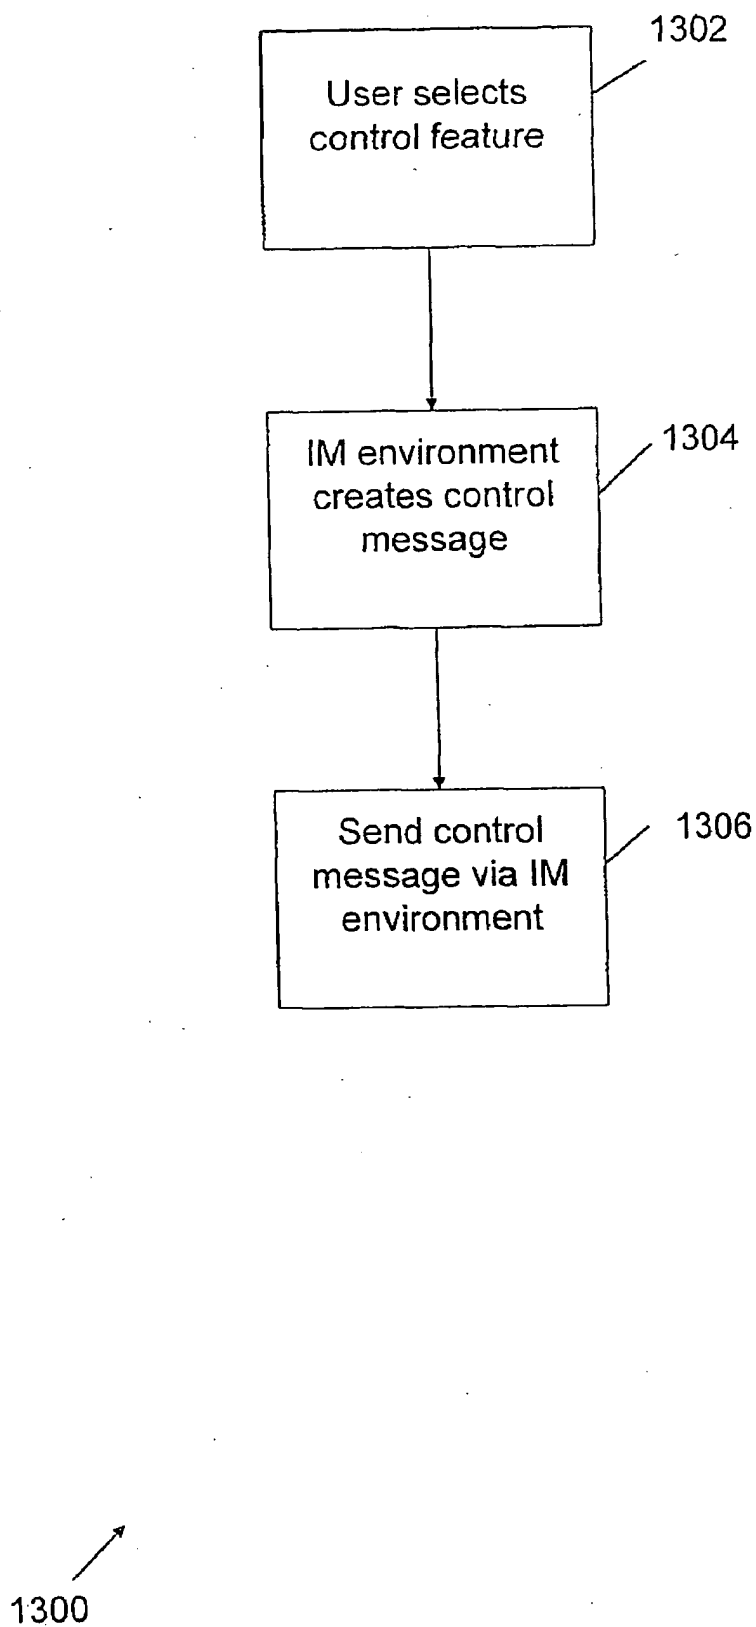 1302
User selects
control feature
1304
IM environment
creates control
message
1306
Send control
message via IM
environment
1300